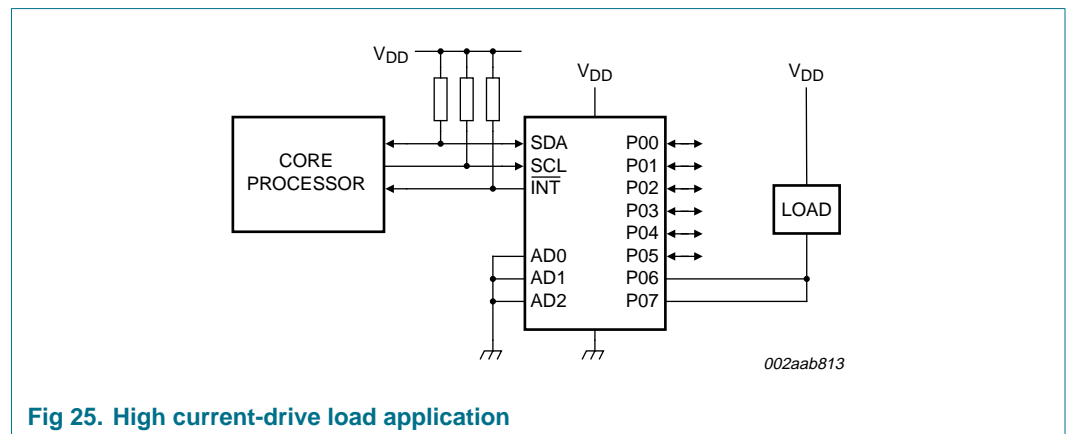 VDD
VDD
VDD
CORE
PROCESSOR
SDA
SCL
INT
AD0
AD1
AD2
P00
P01
P02
P03
P04
P05
P06
P07
LOAD
002aab813
Fig 25. High current-drive load application